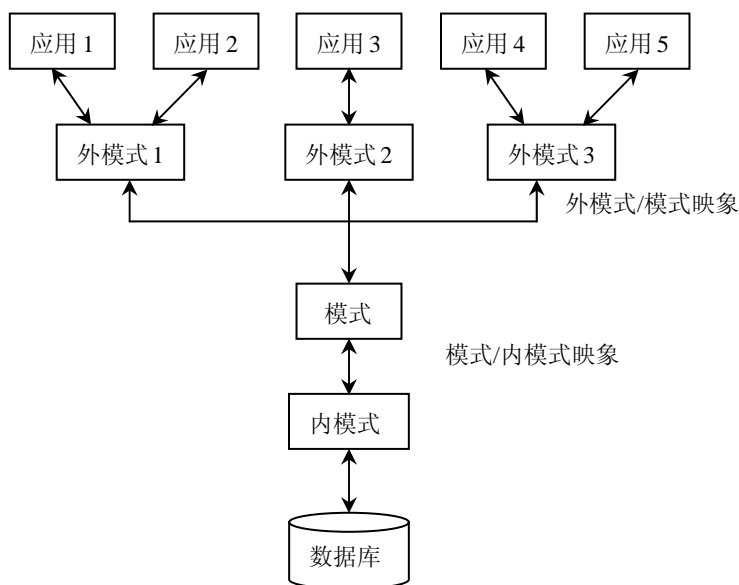 应用 1
应用 2
应用 3
应用 4
应用 5
外模式 1
外模式 2
外模式 3
外模式/模式映象
模式
模式/内模式映象
内模式
数据库